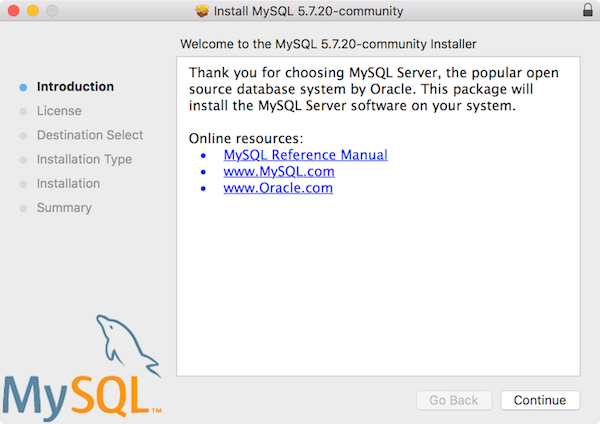 Install MySQL 5.7.20-community
Welcome to the MySQL 5.7.20-community Installer
Introduction
License
Destination Select
Installation Type
Installation
Summary
Thank you for choosing MySQL Server, the popular open
source database system by Oracle. This package will
install the MySQL Server software on your system.
Online resources:
• MySQL Reference Manual
• www.MySQL.com
• www.Oracle.com
MySQL™
Go Back
Continue